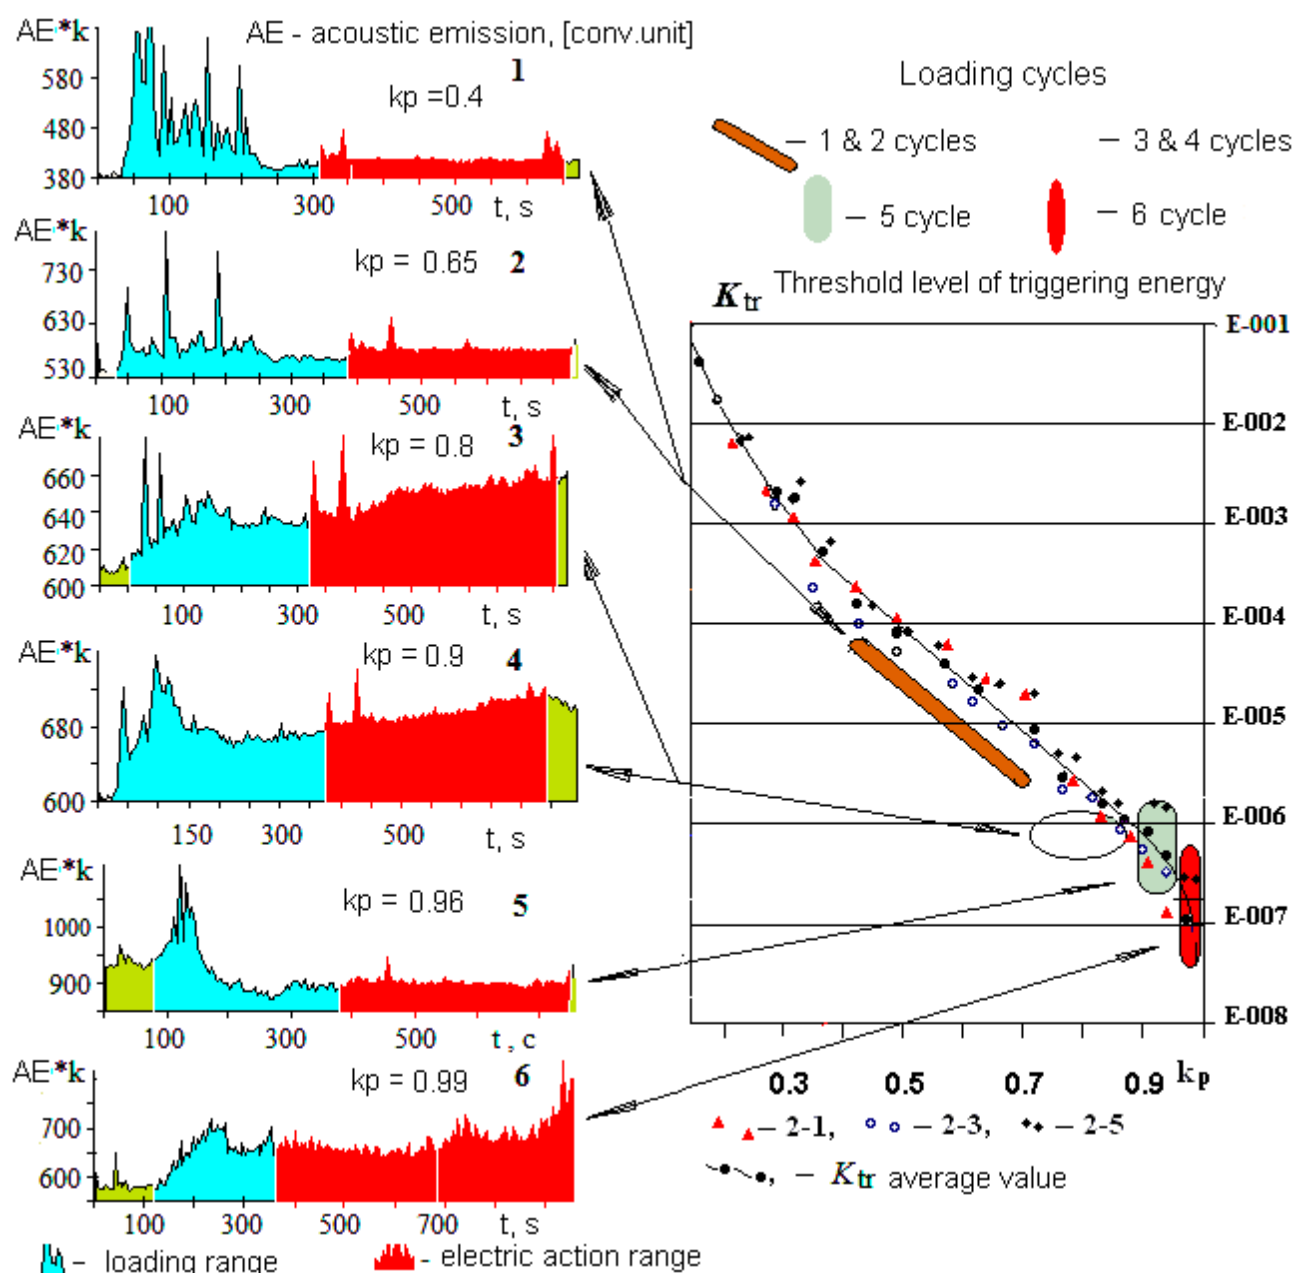 AE*k
AE - acoustic emission, [conv.unit]
1
kp =0.4
580
480
380
100 300 500 t, s
AE*k
kp = 0.65 2
730
630
530
100 300 500 t, s
AE*k
kp = 0.8 3
660
640
620
600
100 300 500 t, s
AE*k
kp = 0.9 4
680
600
150 300 500 t, s
AE*k
kp = 0.96 5
1000
900
100 300 500 t , c
AE*k
kp = 0.99 6
700
600
100 300 500 700 t, s
– loading range
- electric action range
Loading cycles
– 1 & 2 cycles
– 3 & 4 cycles
– 5 cycle
– 6 cycle
Threshold level of triggering energy
Ktr
E-001
E-002
E-003
E-004
E-005
E-006
E-007
E-008
0.3 0.5 0.7 0.9 kp
– 2-1, – 2-3, – 2-5
, – Ktr average value